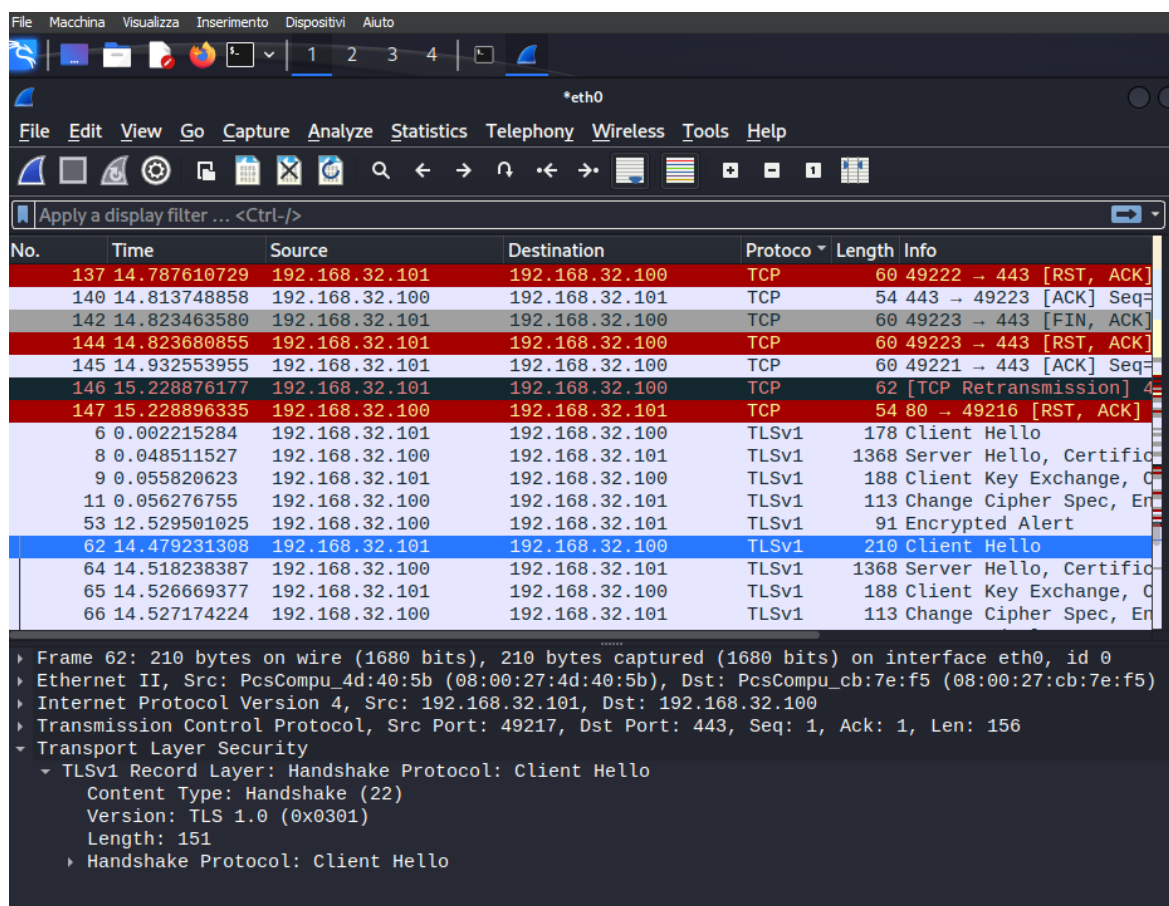 File Macchina Visualizza Inserimento Dispositivi Aiuto
1 2 3 4
*eth0
File Edit View Go Capture Analyze Statistics Telephony Wireless Tools Help
Apply a display filter ... <Ctrl-/>
No. Time Source Destination Protoco Length Info
137 14.787610729 192.168.32.101 192.168.32.100 TCP 60 49222 → 443 [RST, ACK]
140 14.813748858 192.168.32.100 192.168.32.101 TCP 54 443 → 49223 [ACK] Seq=
142 14.823463580 192.168.32.101 192.168.32.100 TCP 60 49223 → 443 [FIN, ACK]
144 14.823680855 192.168.32.101 192.168.32.100 TCP 60 49223 → 443 [RST, ACK]
145 14.932553955 192.168.32.101 192.168.32.100 TCP 60 49221 → 443 [ACK] Seq=
146 15.228876177 192.168.32.101 192.168.32.100 TCP 62 [TCP Retransmission] 4
147 15.228896335 192.168.32.100 192.168.32.101 TCP 54 80 → 49216 [RST, ACK]
6 0.002215284 192.168.32.101 192.168.32.100 TLSv1 178 Client Hello
8 0.048511527 192.168.32.100 192.168.32.101 TLSv1 1368 Server Hello, Certific
9 0.055820623 192.168.32.101 192.168.32.100 TLSv1 188 Client Key Exchange, C
11 0.056276755 192.168.32.100 192.168.32.101 TLSv1 113 Change Cipher Spec, En
53 12.529501025 192.168.32.100 192.168.32.101 TLSv1 91 Encrypted Alert
62 14.479231308 192.168.32.101 192.168.32.100 TLSv1 210 Client Hello
64 14.518238387 192.168.32.100 192.168.32.101 TLSv1 1368 Server Hello, Certific
65 14.526669377 192.168.32.101 192.168.32.100 TLSv1 188 Client Key Exchange, C
66 14.527174224 192.168.32.100 192.168.32.101 TLSv1 113 Change Cipher Spec, En
Frame 62: 210 bytes on wire (1680 bits), 210 bytes captured (1680 bits) on interface eth0, id 0
Ethernet II, Src: PcsCompu_4d:40:5b (08:00:27:4d:40:5b), Dst: PcsCompu_cb:7e:f5 (08:00:27:cb:7e:f5)
Internet Protocol Version 4, Src: 192.168.32.101, Dst: 192.168.32.100
Transmission Control Protocol, Src Port: 49217, Dst Port: 443, Seq: 1, Ack: 1, Len: 156
Transport Layer Security
TLSv1 Record Layer: Handshake Protocol: Client Hello
Content Type: Handshake (22)
Version: TLS 1.0 (0x0301)
Length: 151
Handshake Protocol: Client Hello